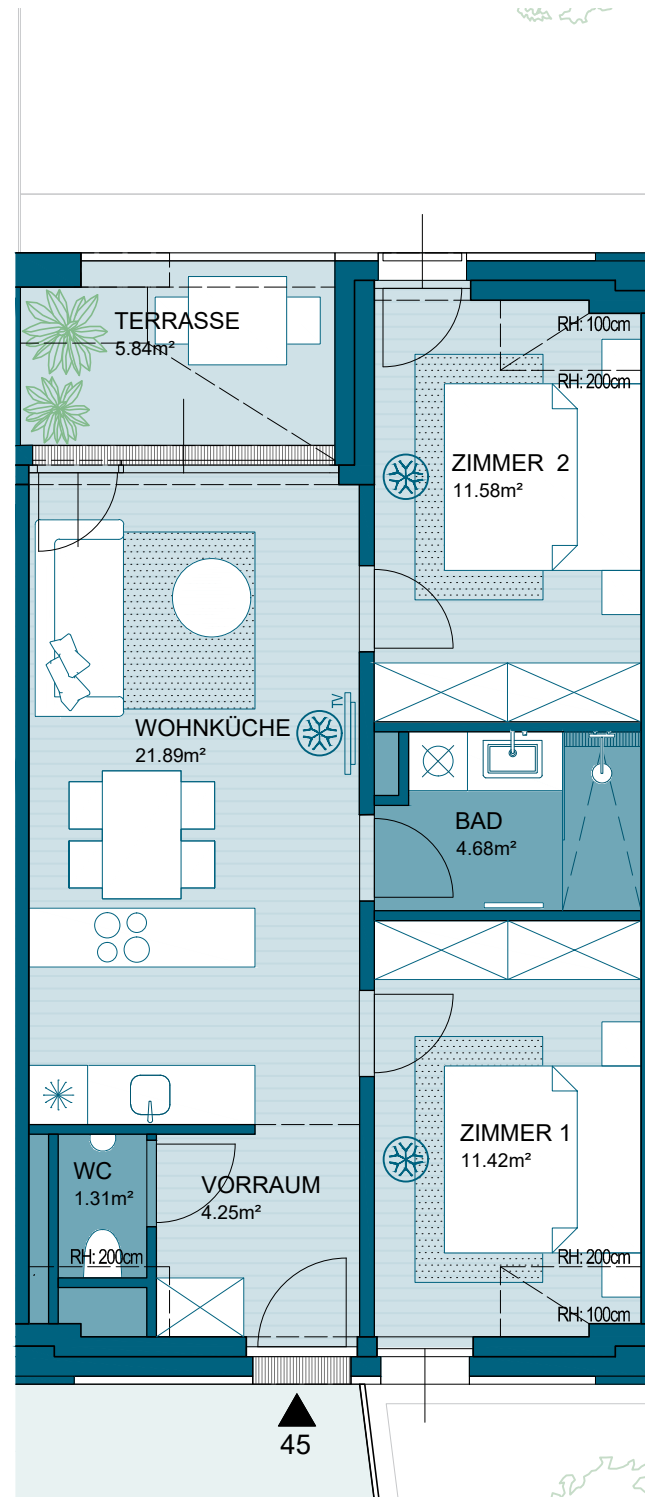 TERRASSE
5.84m²
RH: 100cm
RH: 200cm
ZIMMER 2
11.58m²
TV
WOHNKÜCHE
21.89m²
BAD
4.68m²
ZIMMER 1
11.42m²
WC
1.31m²
VORRAUM
4.25m²
RH: 200cm
RH: 200cm
RH: 100cm
45